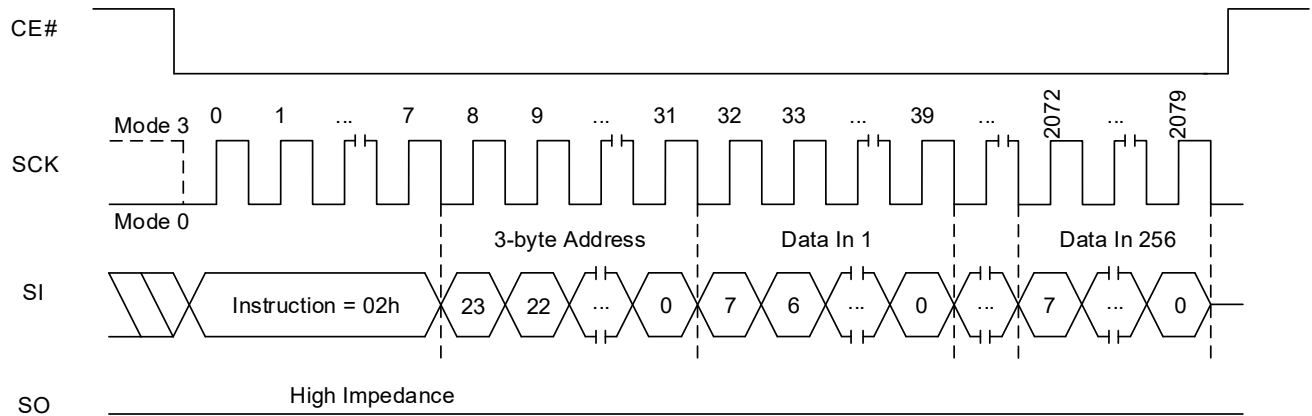 CE#
0 1 ... 7 8 9 ... 31 32 33 ... 39 ... 2072 ... 2079
Mode 3
SCK
Mode 0
3-byte Address Data In 1 Data In 256
SI
Instruction = 02h 23 22 ... 0 7 6 ... 0 ... 7 ... 0
High Impedance
SO